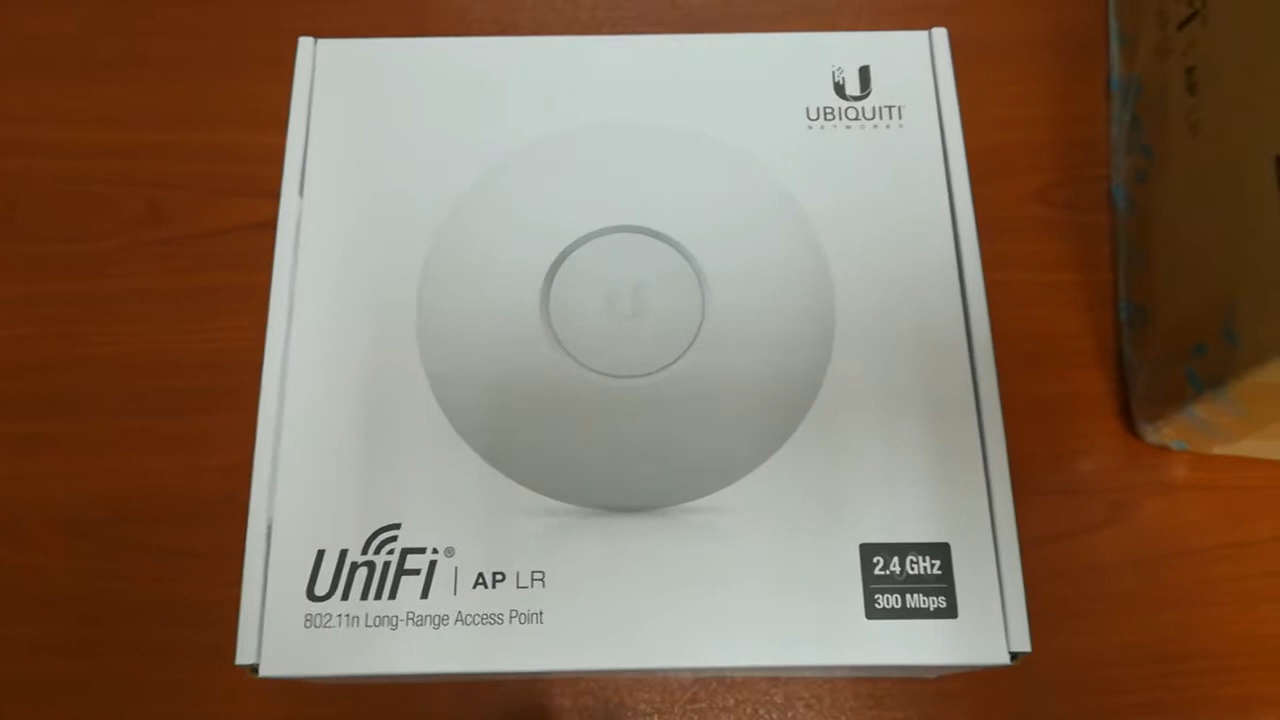 UBIQUITI
NETWORKS
UniFi® | AP LR
802.11n Long-Range Access Point
2.4 GHz
300 Mbps